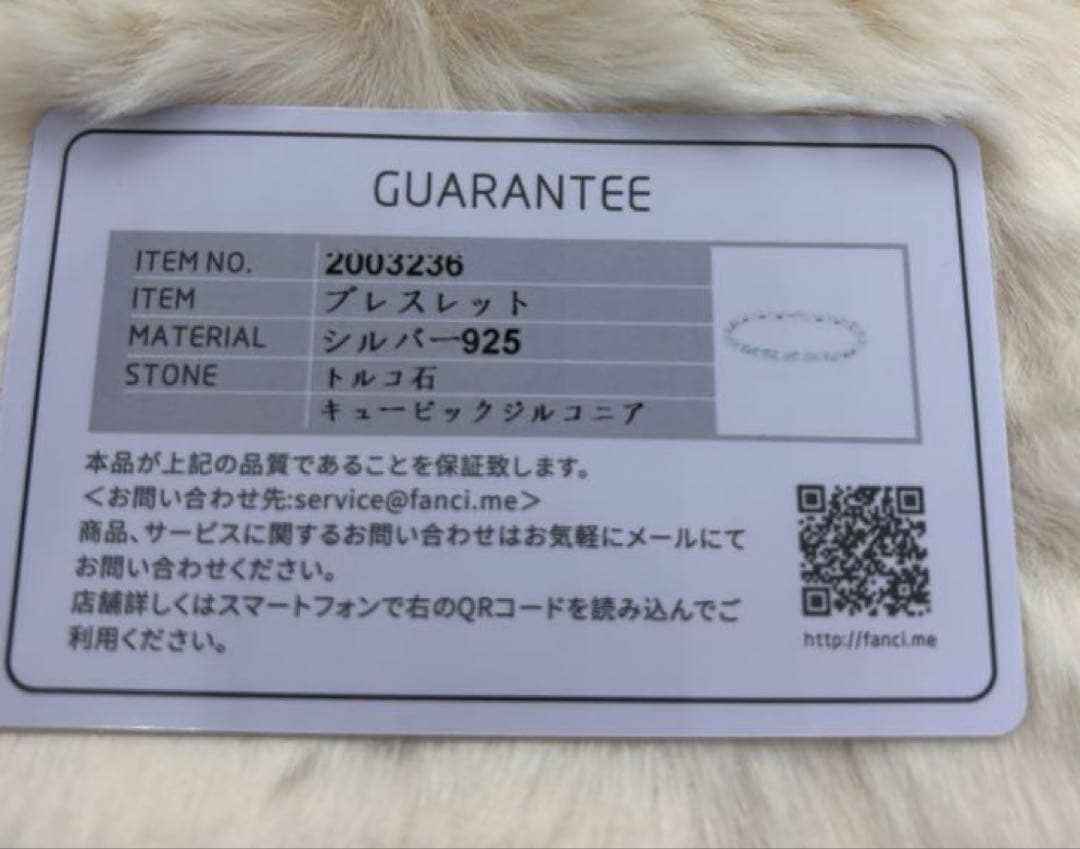 GUARANTEE
ITEM NO. 2003236
ITEM ブレスレット
MATERIAL シルバー925
STONE トルコ石
キュービックジルコニア
本品が上記の品質であることを保証致します。
＜お問い合わせ先:service@fanci.me＞
商品、サービスに関するお問い合わせはお気軽にメールにて
お問い合わせください。
店舗詳しくはスマートフォンで右のQRコードを読み込んでご
利用ください。
http://fanci.me